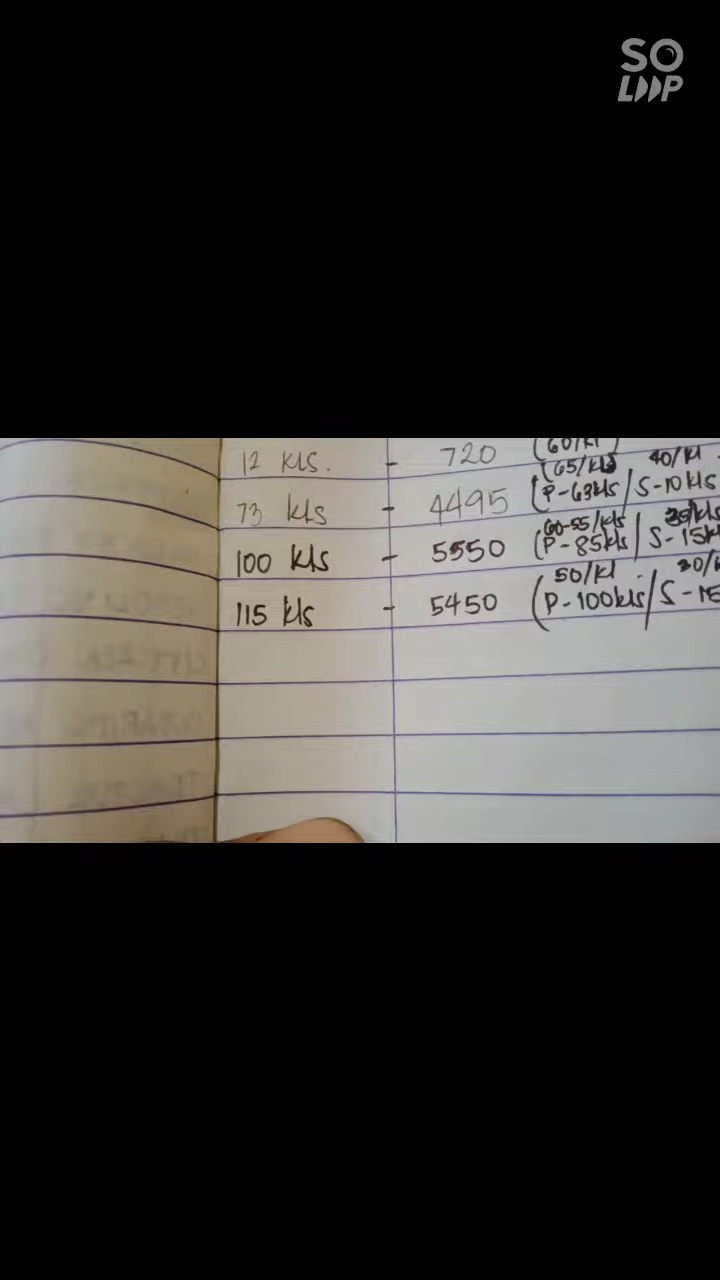 SO
LOOP
12 kls. - 720 (60/kl)
(65/kls 40/kl
73 kls - 4495 (P-63kls / S-10kls
60-55/kls
100 kls - 5550 (P-85kls / S-15k
50/kl 30/k
115 kls - 5450 (P-100kls / S-15